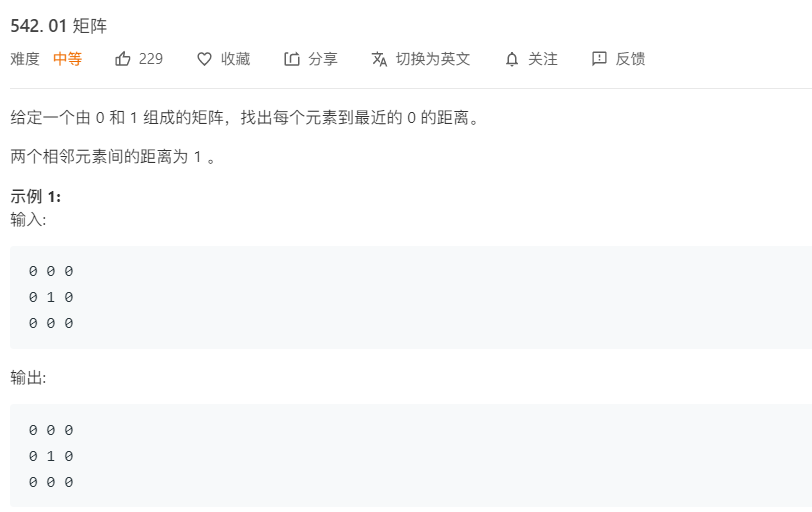 542. 01 矩阵
难度 中等 229 收藏 分享 切换为英文 关注 反馈
给定一个由 0 和 1 组成的矩阵，找出每个元素到最近的 0 的距离。
两个相邻元素间的距离为 1 。
示例 1:
输入:
0 0 0
0 1 0
0 0 0
输出:
0 0 0
0 1 0
0 0 0